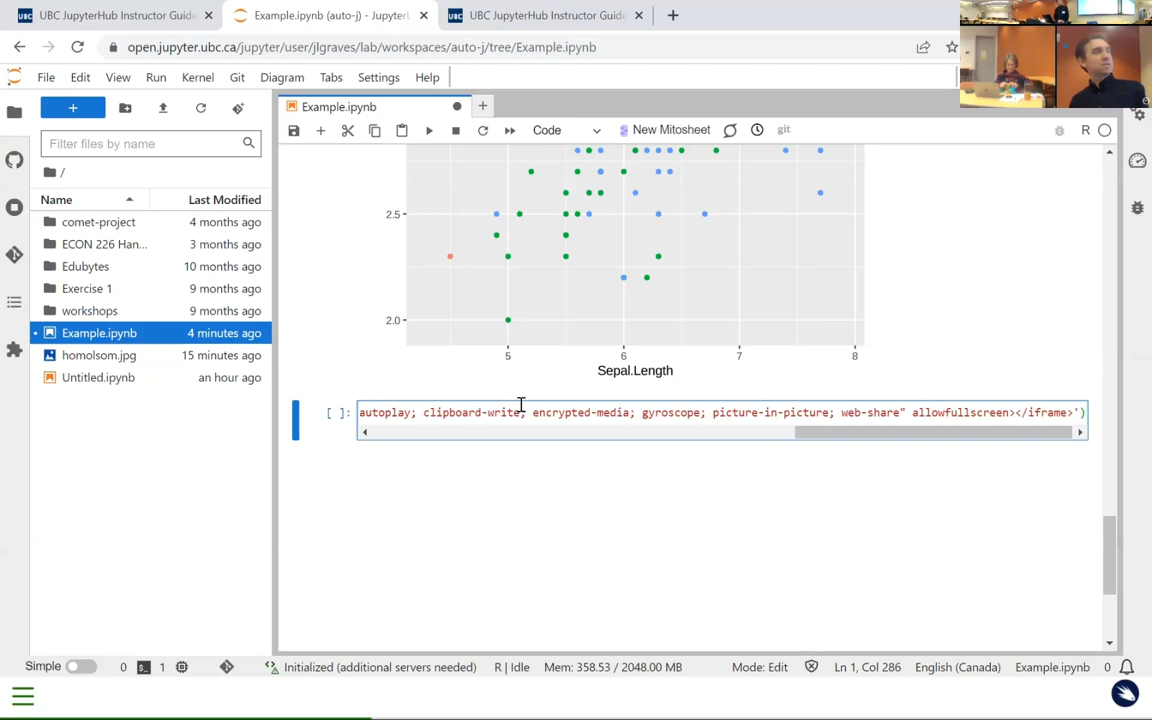 UBC JupyterHub Instructor Guide
Example.ipynb (auto-j) - Jupyter
UBC JupyterHub Instructor Guide
open.jupyter.ubc.ca/jupyter/user/jlgraves/lab/workspaces/auto-j/tree/Example.ipynb
File Edit View Run Kernel Git Diagram Tabs Settings Help
Example.ipynb
Filter files by name
Code
New Mitosheet
git
R
/
Name Last Modified
comet-project 4 months ago
ECON 226 Han... 3 months ago
Edubytes 10 months ago
Exercise 1 9 months ago
workshops 9 months ago
Example.ipynb 4 minutes ago
homolsom.jpg 15 minutes ago
Untitled.ipynb an hour ago
2.5
2.0
5 6 7 8
Sepal.Length
[ ]: autoplay; clipboard-write; encrypted-media; gyroscope; picture-in-picture; web-share" allowfullscreen></iframe>')
Simple 0 1 Initialized (additional servers needed) R | Idle Mem: 358.53 / 2048.00 MB Mode: Edit Ln 1, Col 286 English (Canada) Example.ipynb 0